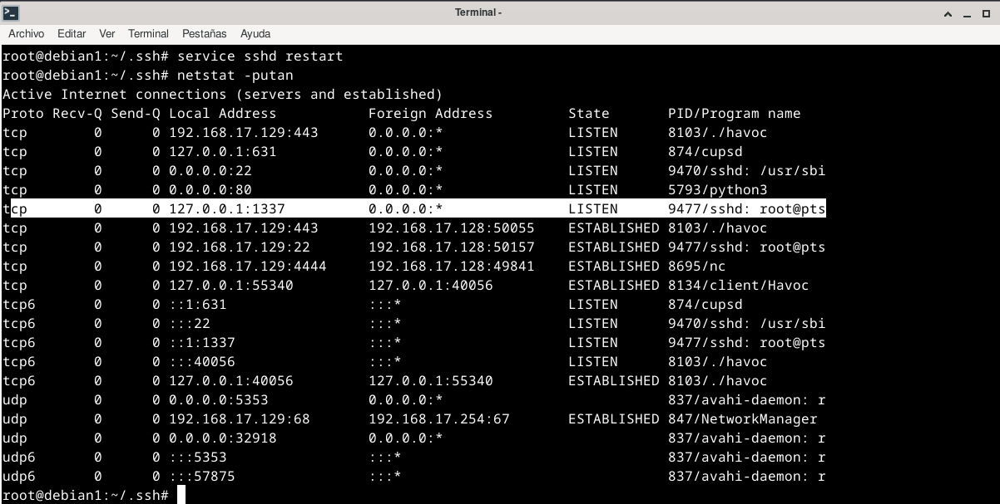 Terminal -
Archivo Editar Ver Terminal Pestañas Ayuda
root@debian1:~/.ssh# service sshd restart
root@debian1:~/.ssh# netstat -putan
Active Internet connections (servers and established)
Proto Recv-Q Send-Q Local Address           Foreign Address         State       PID/Program name
tcp        0      0 192.168.17.129:443      0.0.0.0:*               LISTEN      8103/./havoc
tcp        0      0 127.0.0.1:631           0.0.0.0:*               LISTEN      874/cupsd
tcp        0      0 0.0.0.0:22              0.0.0.0:*               LISTEN      9470/sshd: /usr/sbi
tcp        0      0 0.0.0.0:80              0.0.0.0:*               LISTEN      5793/python3
tcp        0      0 127.0.0.1:1337          0.0.0.0:*               LISTEN      9477/sshd: root@pts
tcp        0      0 192.168.17.129:443      192.168.17.128:50055    ESTABLISHED 8103/./havoc
tcp        0      0 192.168.17.129:22       192.168.17.128:50157    ESTABLISHED 9477/sshd: root@pts
tcp        0      0 192.168.17.129:4444     192.168.17.128:49841    ESTABLISHED 8695/nc
tcp        0      0 127.0.0.1:55340         127.0.0.1:40056         ESTABLISHED 8134/client/Havoc
tcp6       0      0 ::1:631                 :::*                    LISTEN      874/cupsd
tcp6       0      0 :::22                   :::*                    LISTEN      9470/sshd: /usr/sbi
tcp6       0      0 ::1:1337                :::*                    LISTEN      9477/sshd: root@pts
tcp6       0      0 :::40056                :::*                    LISTEN      8103/./havoc
tcp6       0      0 127.0.0.1:40056         127.0.0.1:55340         ESTABLISHED 8103/./havoc
udp        0      0 0.0.0.0:5353            0.0.0.0:*                           837/avahi-daemon: r
udp        0      0 192.168.17.129:68       192.168.17.254:67       ESTABLISHED 847/NetworkManager
udp        0      0 0.0.0.0:32918           0.0.0.0:*                           837/avahi-daemon: r
udp6       0      0 :::5353                 :::*                                837/avahi-daemon: r
udp6       0      0 :::57875                :::*                                837/avahi-daemon: r
root@debian1:~/.ssh#